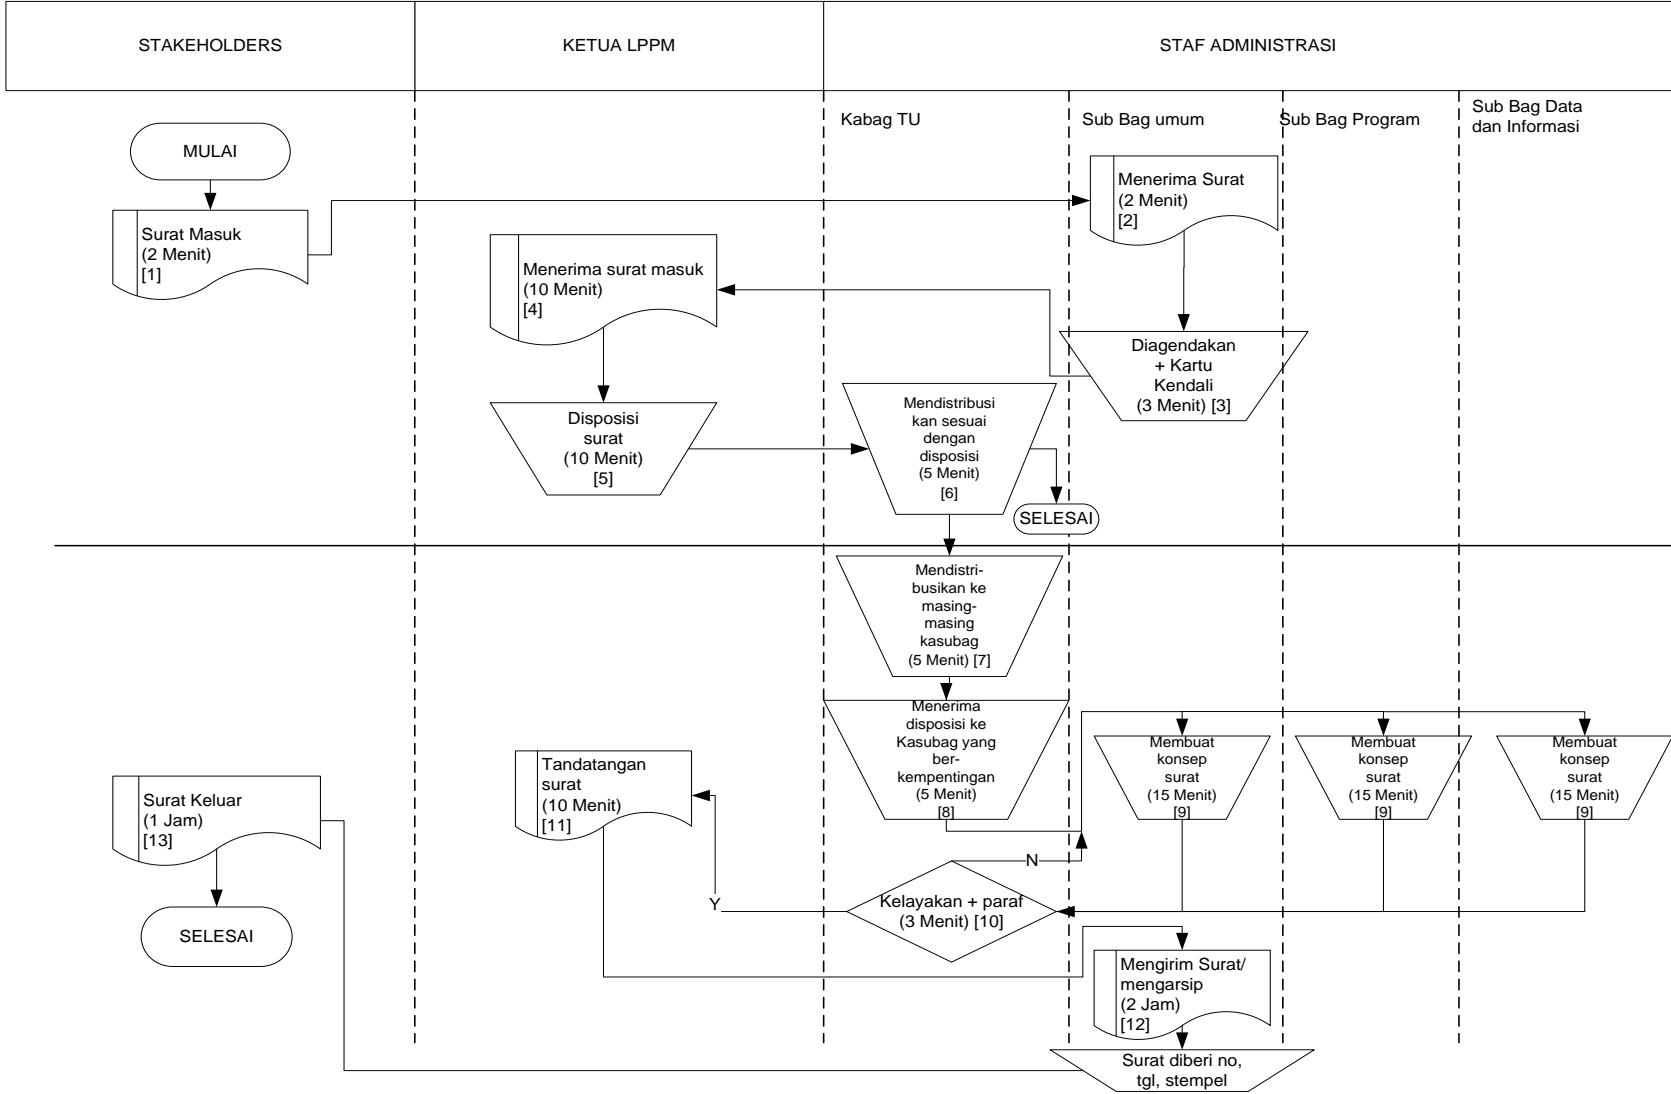 STAKEHOLDERS
KETUA LPPM
STAF ADMINISTRASI
Kabag TU
Sub Bag umum
Sub Bag Program
Sub Bag Data
dan Informasi
MULAI
Surat Masuk
(2 Menit)
[1]
Menerima Surat
(2 Menit)
[2]
Menerima surat masuk
(10 Menit)
[4]
Diagendakan
+ Kartu
Kendali
(3 Menit) [3]
Disposisi
surat
(10 Menit)
[5]
Mendistribusi
kan sesuai
dengan
disposisi
(5 Menit)
[6]
SELESAI
Mendistri-
busikan ke
masing-
masing
kasubag
(5 Menit) [7]
Menerima
disposisi ke
Kasubag yang
ber-
kempentingan
(5 Menit)
[8]
Membuat
konsep
surat
(15 Menit)
[9]
Membuat
konsep
surat
(15 Menit)
[9]
Membuat
konsep
surat
(15 Menit)
[9]
Tandatangan
surat
(10 Menit)
[11]
Surat Keluar
(1 Jam)
[13]
N
Y
Kelayakan + paraf
(3 Menit) [10]
SELESAI
Mengirim Surat/
mengarsip
(2 Jam)
[12]
Surat diberi no,
tgl, stempel